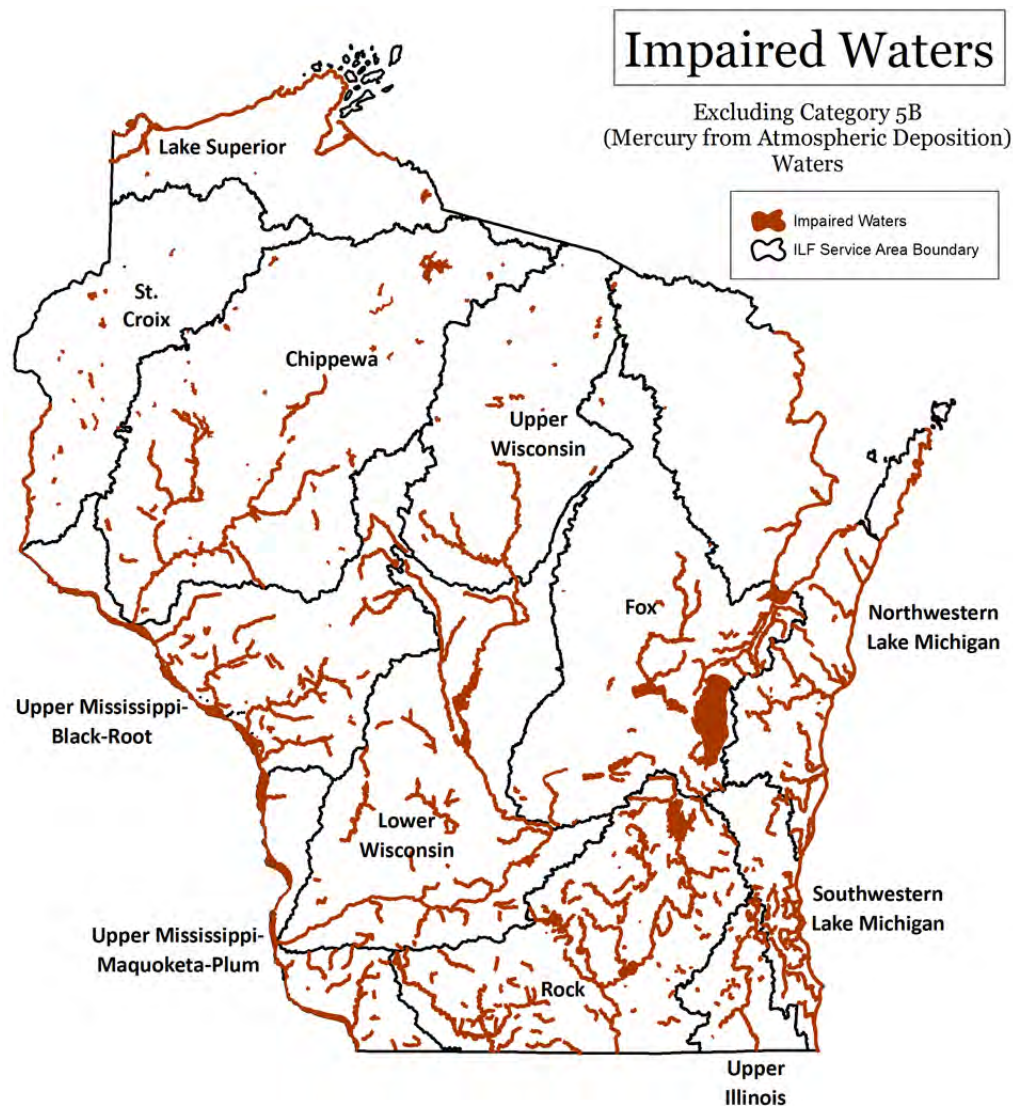 Impaired Waters
Excluding Category 5B
(Mercury from Atmospheric Deposition)
Waters
Impaired Waters
ILF Service Area Boundary
Lake Superior
St.
Croix
Chippewa
Upper
Wisconsin
Fox
Northwestern
Lake Michigan
Upper Mississippi-
Black-Root
Lower
Wisconsin
Southwestern
Lake Michigan
Upper Mississippi-
Maquoketa-Plum
Rock
Upper
Illinois